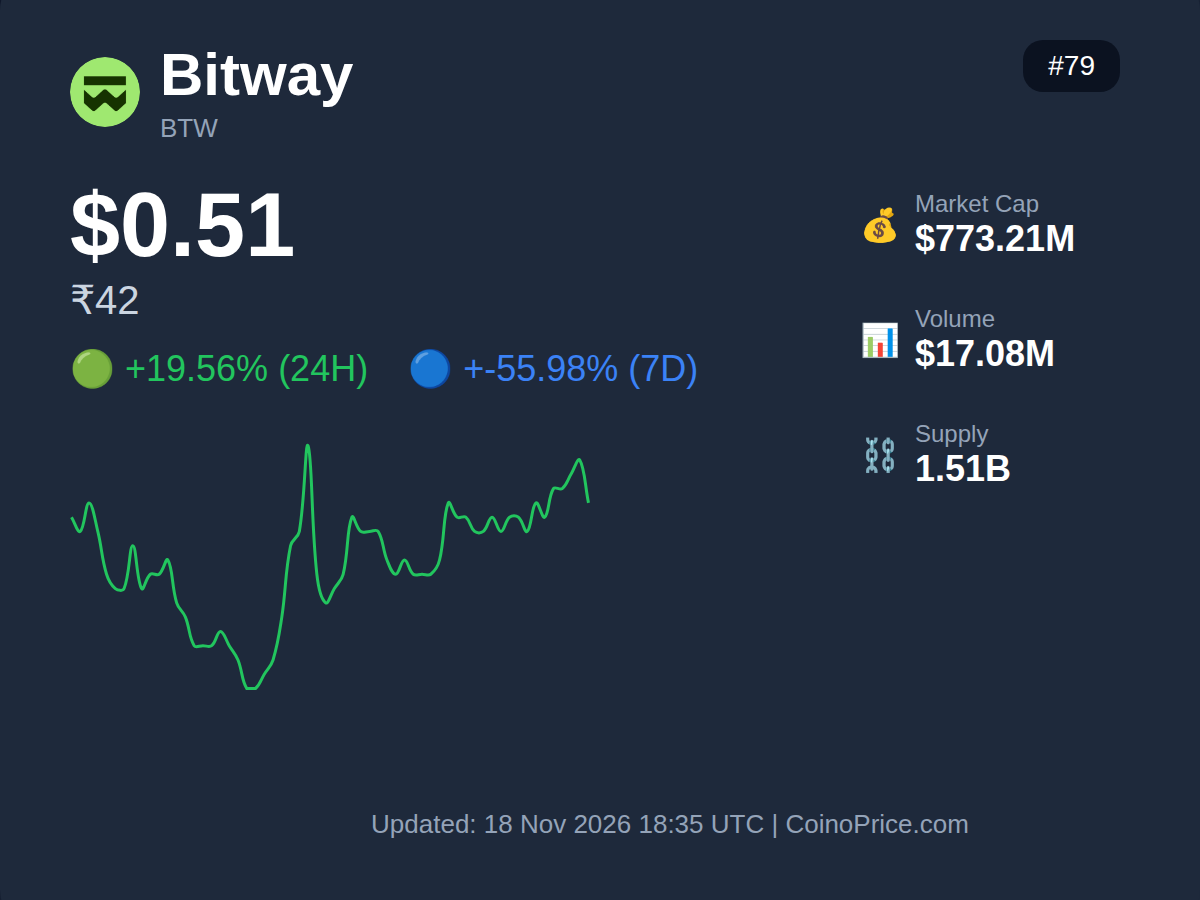 Bitway
BTW
#79
$0.51
₹42
+19.56% (24H)
+-55.98% (7D)
Market Cap
$773.21M
Volume
$17.08M
Supply
1.51B
Updated: 18 Nov 2026 18:35 UTC | CoinoPrice.com